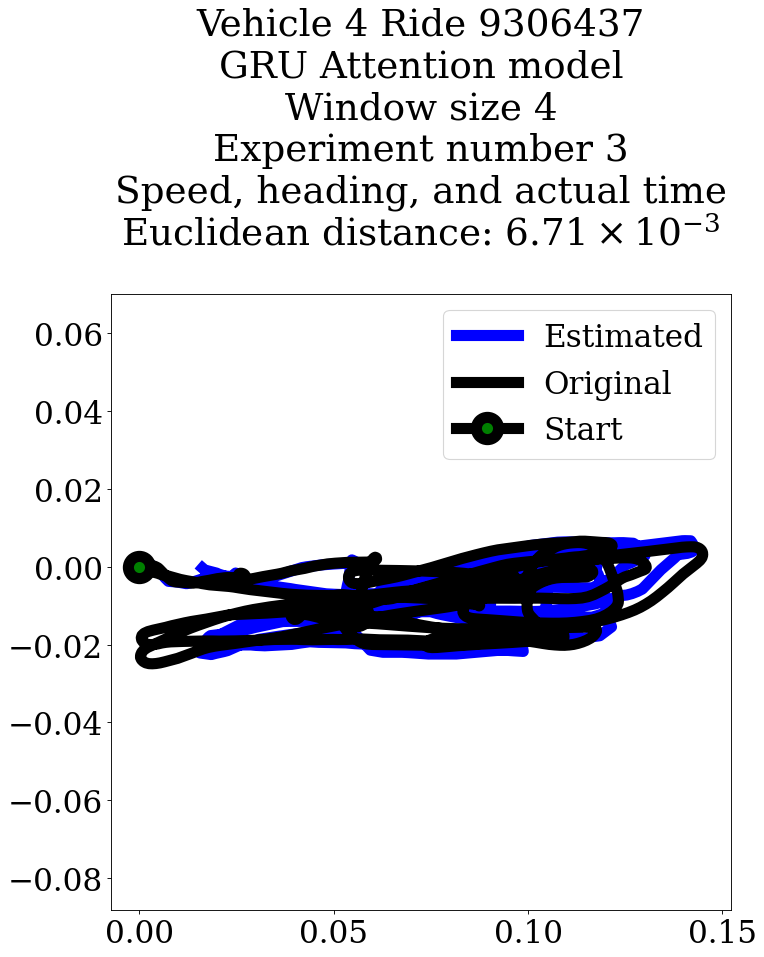 Vehicle 4 Ride 9306437
GRU Attention model
Window size 4
Experiment number 3
Speed, heading, and actual time
Euclidean distance: 6.71 × 10⁻³
Estimated
Original
Start
0.06
0.04
0.02
0.00
−0.02
−0.04
−0.06
−0.08
0.00 0.05 0.10 0.15